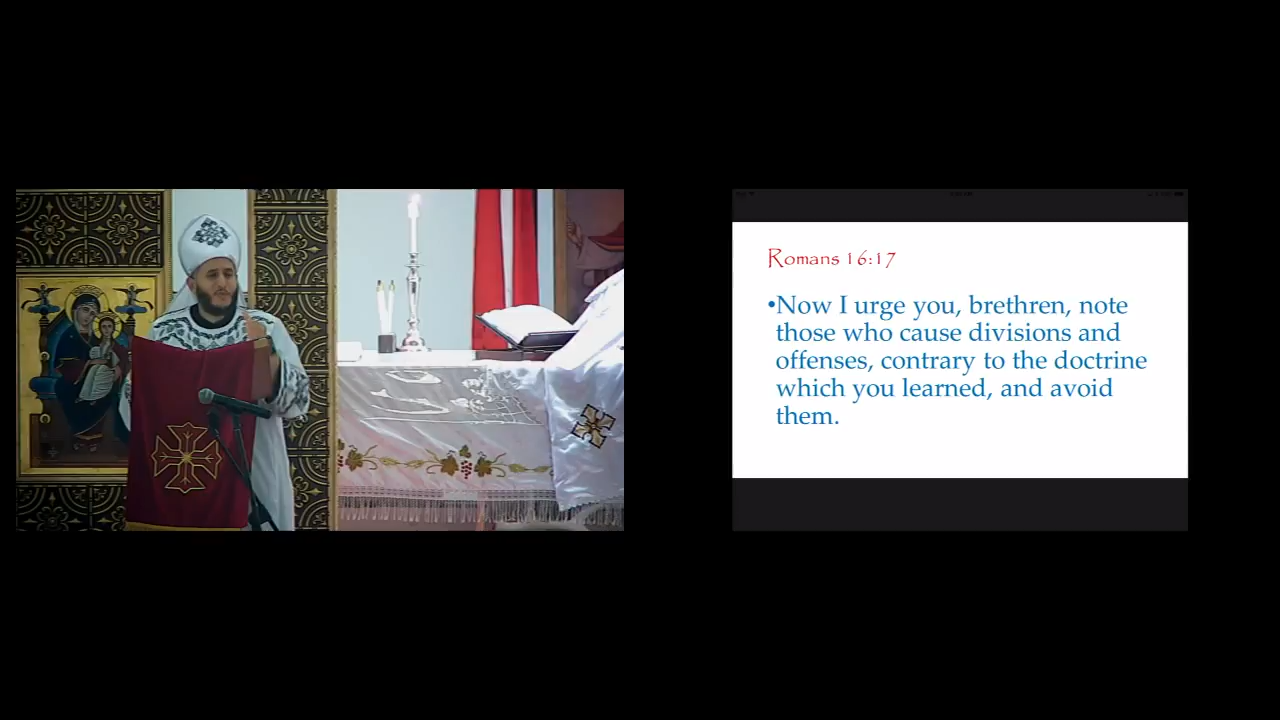 Romans 16:17
•Now I urge you, brethren, note
those who cause divisions and
offenses, contrary to the doctrine
which you learned, and avoid
them.